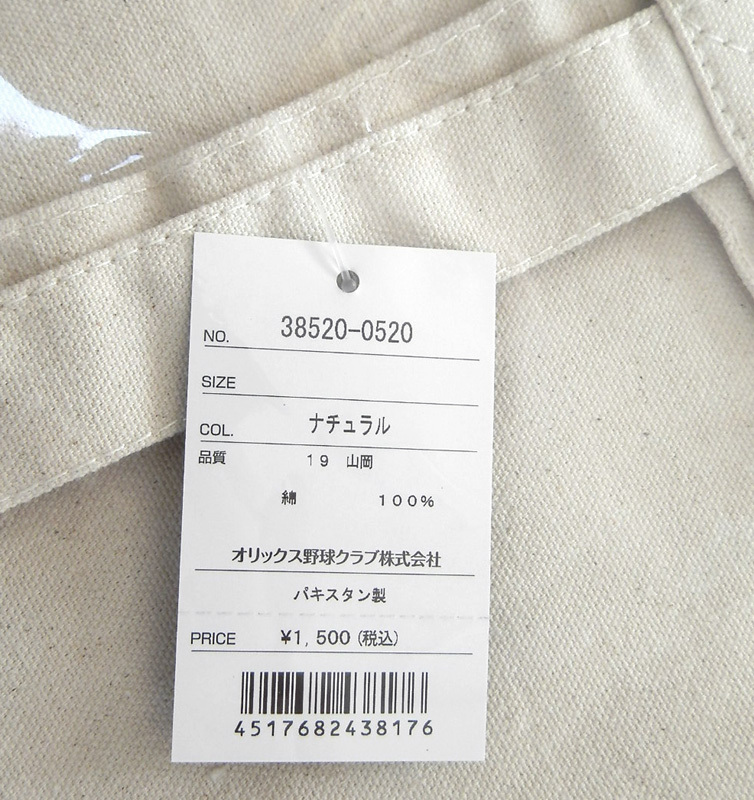 NO. 38520-0520
SIZE
COL. ナチュラル
品質 19 山岡
綿 100%
オリックス野球クラブ株式会社
パキスタン製
PRICE ¥1,500(税込)
4517682438176